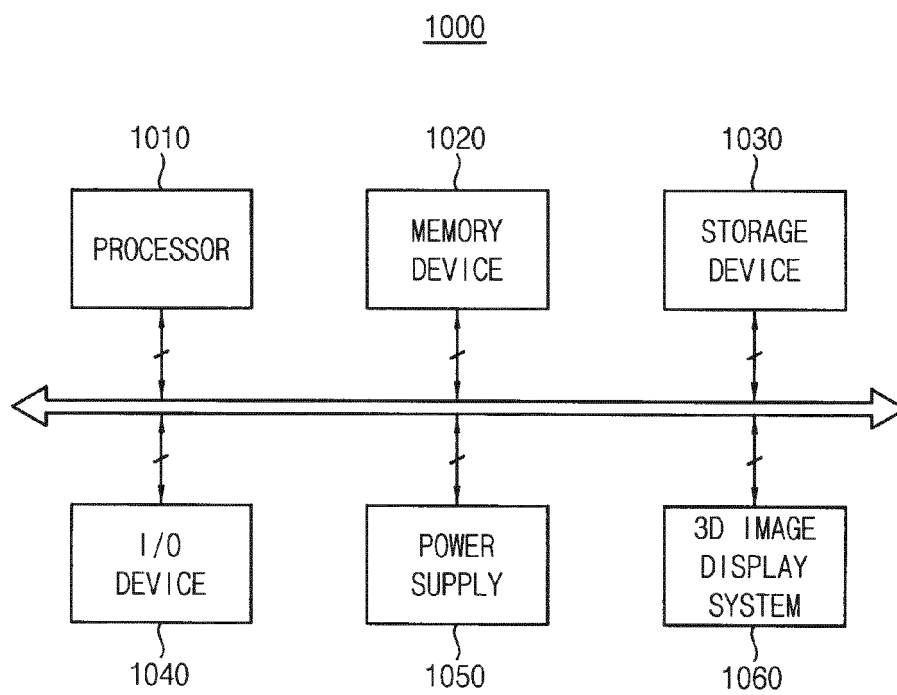 1000
1010
1020
1030
PROCESSOR
MEMORY
DEVICE
STORAGE
DEVICE
I/O
DEVICE
POWER
SUPPLY
3D IMAGE
DISPLAY
SYSTEM
1040
1050
1060